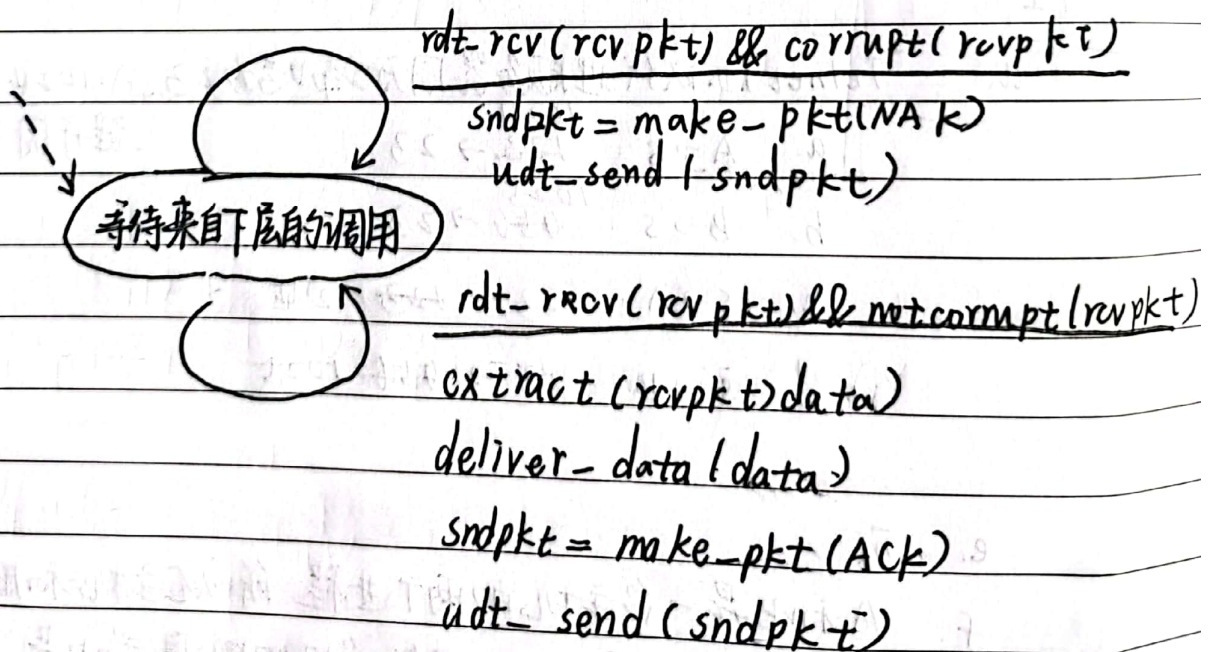 rdt_rcv(rcvpkt) && corrupt(rcvpkt)
sndpkt = make_pkt(NAK)
udt_send(sndpkt)
等待来自下层的调用
rdt_rcv(rcvpkt) && notcorrupt(rcvpkt)
extract(rcvpkt,data)
deliver_data(data)
sndpkt = make_pkt(ACK)
udt_send(sndpkt)